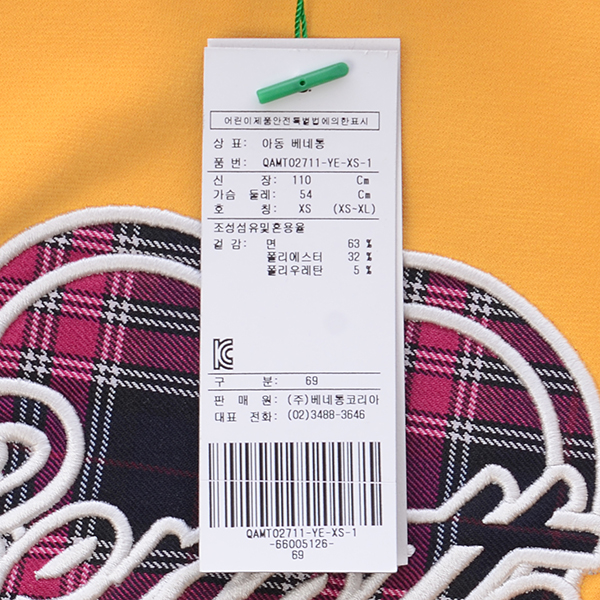 어린이제품안전특별법에의한표시
상 표: 아동 베네통
품 번: QAMT02711-YE-XS-1
신 장: 110 Cm
가슴 둘레: 54 Cm
호 칭: XS (XS-XL)
조성섬유및혼용율
겉 감: 면 63 %
폴리에스터 32 %
폴리우레탄 5 %
KC
구 분: 69
판 매 원: (주)베네통코리아
대표 전화: (02)3488-3646
QAMT02711-YE-XS-1
-66005126-
69